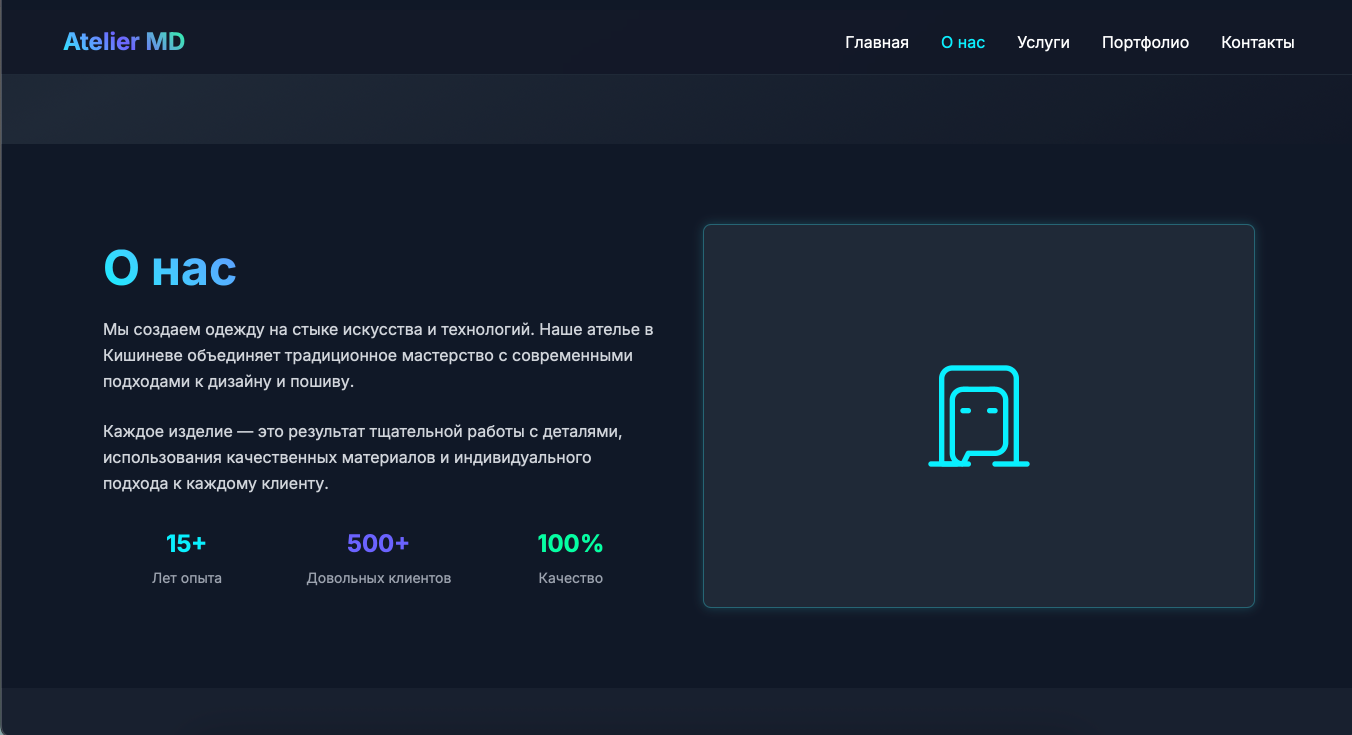 Atelier MD
Главная О нас Услуги Портфолио Контакты
О нас
Мы создаем одежду на стыке искусства и технологий. Наше ателье в
Кишиневе объединяет традиционное мастерство с современными
подходами к дизайну и пошиву.
Каждое изделие — это результат тщательной работы с деталями,
использования качественных материалов и индивидуального
подхода к каждому клиенту.
15+ 500+ 100%
Лет опыта Довольных клиентов Качество